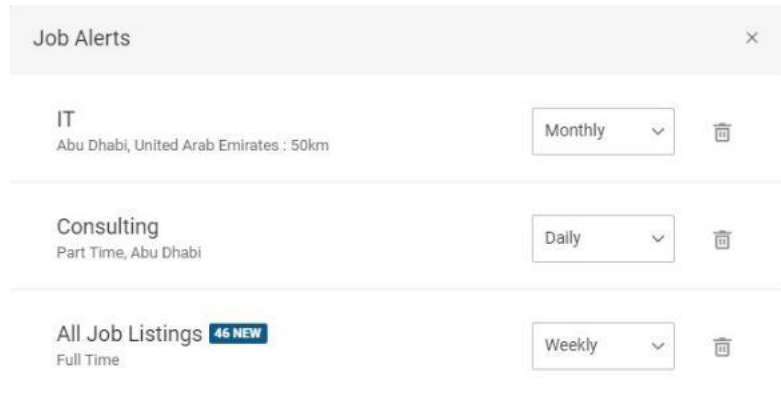 Job Alerts
IT
Monthly
Abu Dhabi, United Arab Emirates : 50km
Consulting
Daily
Part Time, Abu Dhabi
All Job Listings 46 NEW
Weekly
Full Time